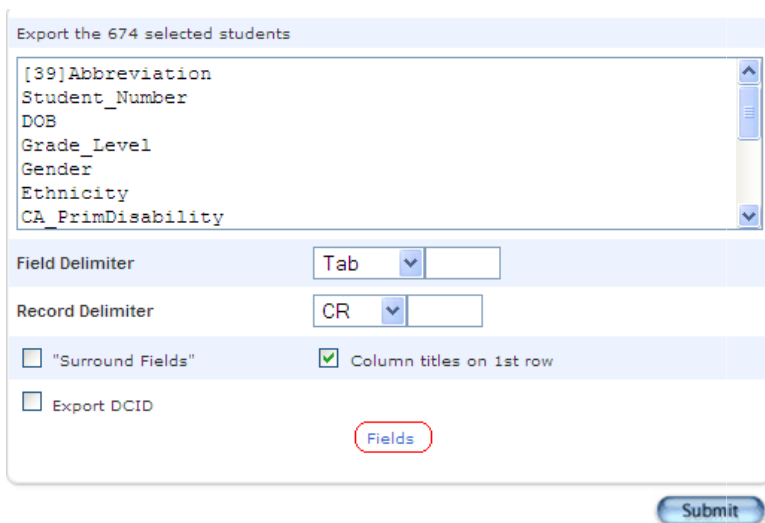 Export the 674 selected students
[39]Abbreviation
Student_Number
DOB
Grade_Level
Gender
Ethnicity
CA_PrimDisability
Field Delimiter Tab
Record Delimiter CR
"Surround Fields" Column titles on 1st row
Export DCID
Fields
Submit